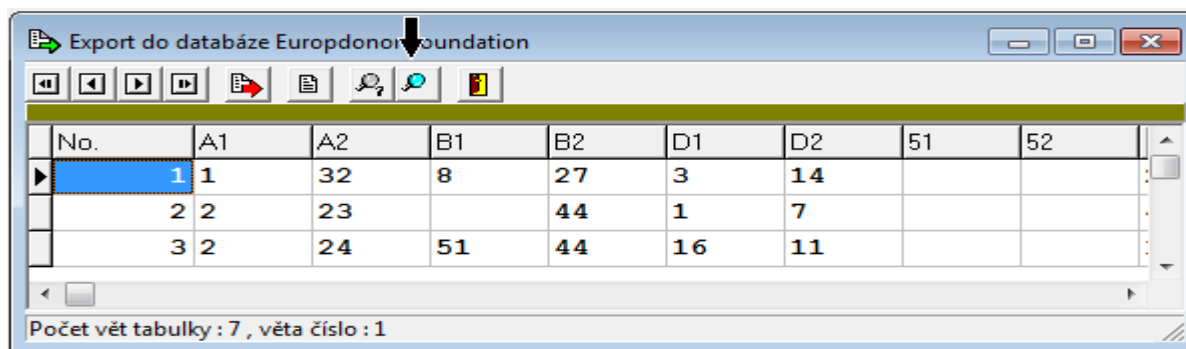 Export do databáze Europdonor Foundation
No. A1 A2 B1 B2 D1 D2 51 52
1 1 32 8 27 3 14
2 2 23 44 1 7
3 2 24 51 44 16 11
Počet vět tabulky : 7 , věta číslo : 1